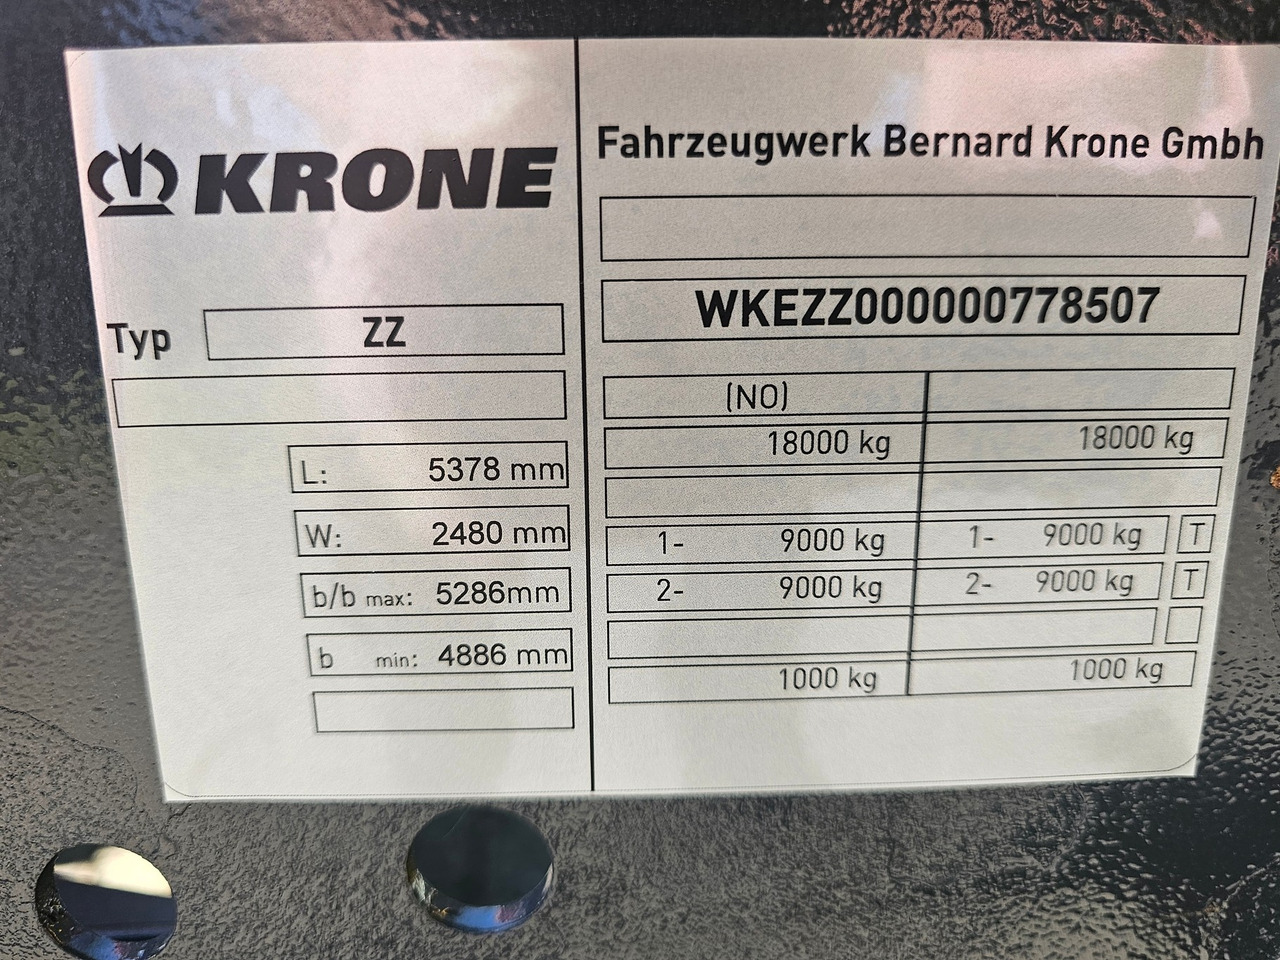 KRONE
Typ ZZ
L: 5378 mm
W: 2480 mm
b/b max: 5286mm
b min: 4886 mm
Fahrzeugwerk Bernard Krone Gmbh
WKEZZ000000778507
(NO)
18000 kg 18000 kg
1- 9000 kg 1- 9000 kg T
2- 9000 kg 2- 9000 kg T
1000 kg 1000 kg